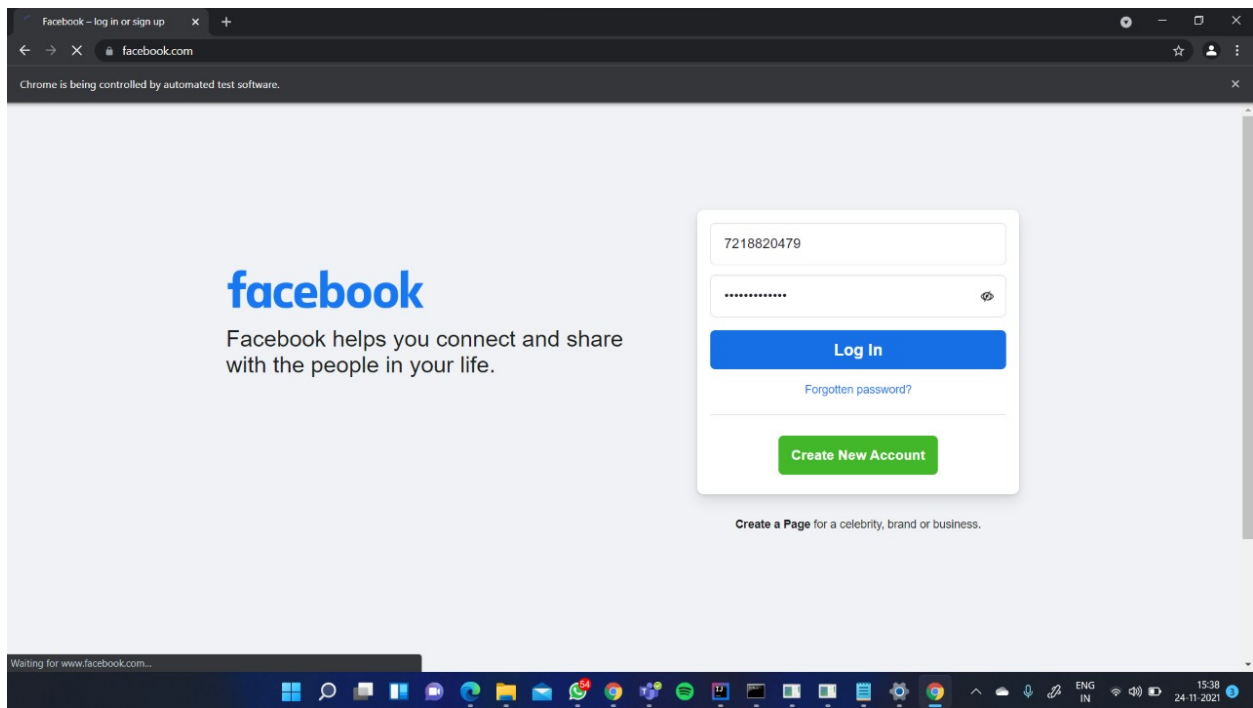 Facebook – log in or sign up
facebook.com
Chrome is being controlled by automated test software.
7218820479
facebook
•••••••••••••
Facebook helps you connect and share
with the people in your life.
Log In
Forgotten password?
Create New Account
Create a Page for a celebrity, brand or business.
Waiting for www.facebook.com...
54
ENG
IN
15:38
24-11-2021
3